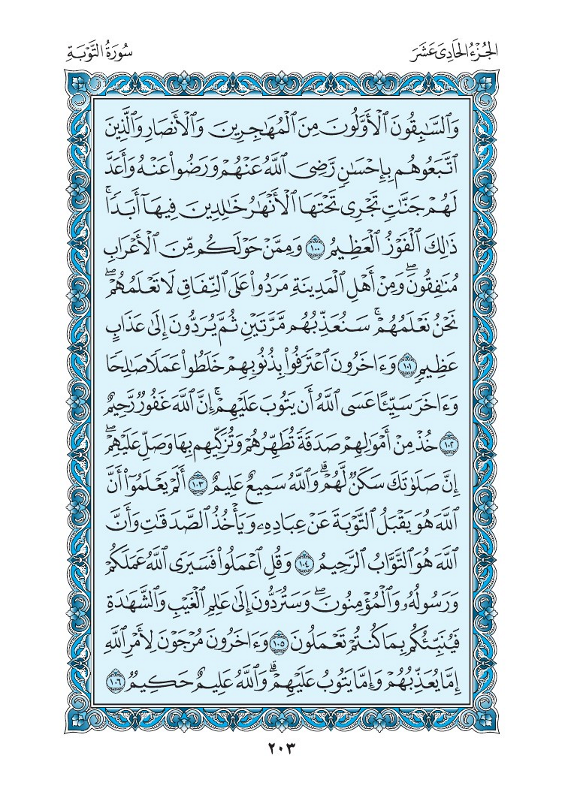 الجُزْءُ الحَادِى عَشَرَ
سُورَةُ التَّوْبَةِ
وَٱلسَّٰبِقُونَ ٱلْأَوَّلُونَ مِنَ ٱلْمُهَٰجِرِينَ وَٱلْأَنصَارِ وَٱلَّذِينَ
ٱتَّبَعُوهُم بِإِحْسَٰنٍ رَّضِىَ ٱللَّهُ عَنْهُمْ وَرَضُوا۟ عَنْهُ وَأَعَدَّ
لَهُمْ جَنَّٰتٍ تَجْرِى تَحْتَهَا ٱلْأَنْهَٰرُ خَٰلِدِينَ فِيهَآ أَبَدًا ۚ
ذَٰلِكَ ٱلْفَوْزُ ٱلْعَظِيمُ ١٠٠ وَمِمَّنْ حَوْلَكُم مِّنَ ٱلْأَعْرَابِ
مُنَٰفِقُونَ ۖ وَمِنْ أَهْلِ ٱلْمَدِينَةِ مَرَدُوا۟ عَلَى ٱلنِّفَاقِ لَا تَعْلَمُهُمْ ۖ
نَحْنُ نَعْلَمُهُمْ ۚ سَنُعَذِّبُهُم مَّرَّتَيْنِ ثُمَّ يُرَدُّونَ إِلَىٰ عَذَابٍ
عَظِيمٍ ١٠١ وَءَاخَرُونَ ٱعْتَرَفُوا۟ بِذُنُوبِهِمْ خَلَطُوا۟ عَمَلًا صَٰلِحًا
وَءَاخَرَ سَيِّئًا عَسَى ٱللَّهُ أَن يَتُوبَ عَلَيْهِمْ ۚ إِنَّ ٱللَّهَ غَفُورٌ رَّحِيمٌ
١٠٢ خُذْ مِنْ أَمْوَٰلِهِمْ صَدَقَةً تُطَهِّرُهُمْ وَتُزَكِّيهِم بِهَا وَصَلِّ عَلَيْهِمْ ۖ
إِنَّ صَلَوٰتَكَ سَكَنٌ لَّهُمْ ۗ وَٱللَّهُ سَمِيعٌ عَلِيمٌ ١٠٣ أَلَمْ يَعْلَمُوٓا۟ أَنَّ
ٱللَّهَ هُوَ يَقْبَلُ ٱلتَّوْبَةَ عَنْ عِبَادِهِۦ وَيَأْخُذُ ٱلصَّدَقَٰتِ وَأَنَّ
ٱللَّهَ هُوَ ٱلتَّوَّابُ ٱلرَّحِيمُ ١٠٤ وَقُلِ ٱعْمَلُوا۟ فَسَيَرَى ٱللَّهُ عَمَلَكُمْ
وَرَسُولُهُۥ وَٱلْمُؤْمِنُونَ ۖ وَسَتُرَدُّونَ إِلَىٰ عَٰلِمِ ٱلْغَيْبِ وَٱلشَّهَٰدَةِ
فَيُنَبِّئُكُم بِمَا كُنتُمْ تَعْمَلُونَ ١٠٥ وَءَاخَرُونَ مُرْجَوْنَ لِأَمْرِ ٱللَّهِ
إِمَّا يُعَذِّبُهُمْ وَإِمَّا يَتُوبُ عَلَيْهِمْ ۗ وَٱللَّهُ عَلِيمٌ حَكِيمٌ ١٠٦
٢٠٣